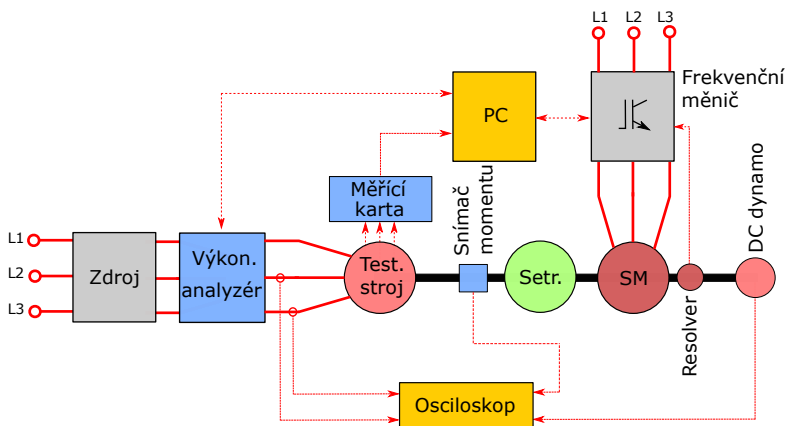 L1
L2
L3
Frekvenční
měnič
PC
Měřící
karta
Snímač
momentu
DC dynamo
L1
L2
L3
Zdroj
Výkon.
analyzér
Test.
stroj
Setr.
SM
Resolver
Osciloskop